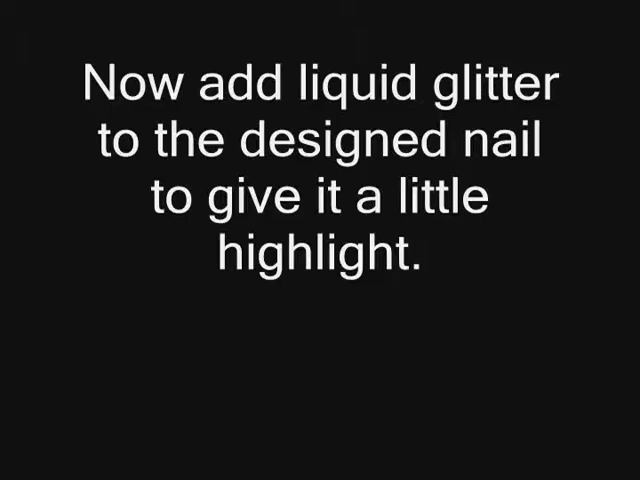 Now add liquid glitter
to the designed nail
to give it a little
highlight.